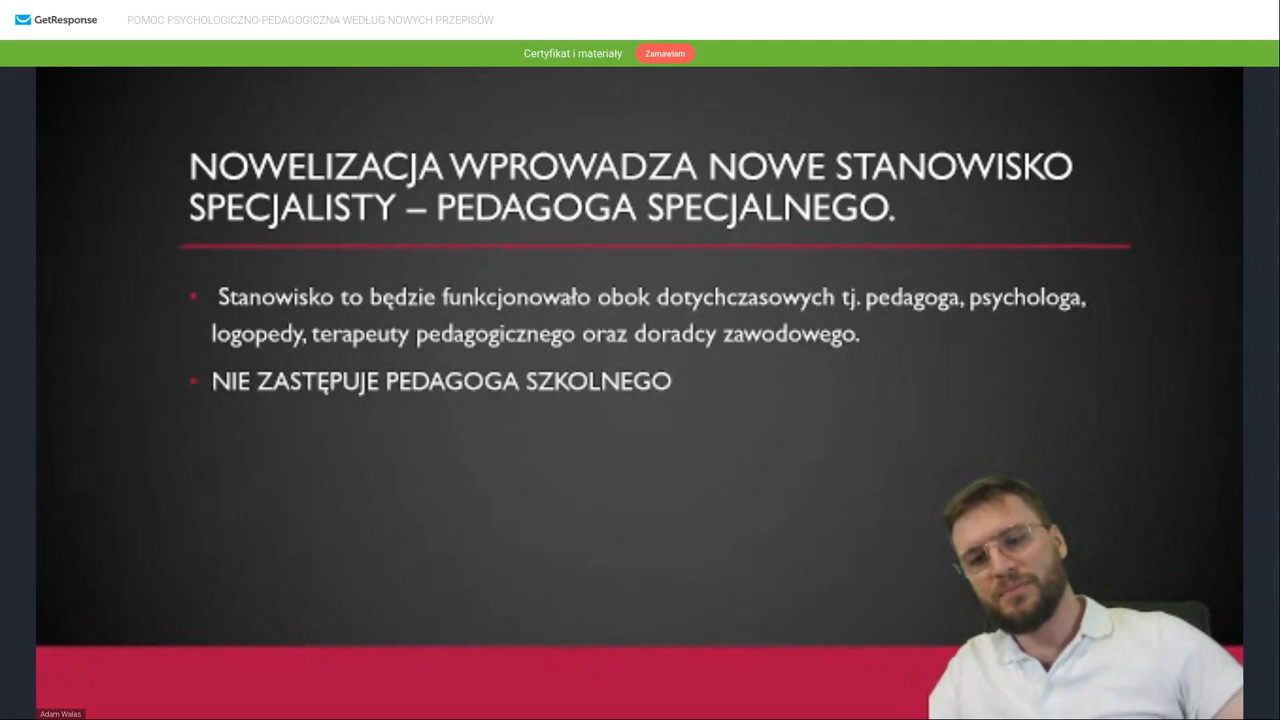 GetResponse
POMOC PSYCHOLOGICZNO-PEDAGOGICZNA WEDŁUG NOWYCH PRZEPISÓW
Certyfikat i materiały
Zamawiam
NOWELIZACJA WPROWADZA NOWE STANOWISKO
SPECJALISTY – PEDAGOGA SPECJALNEGO.
• Stanowisko to będzie funkcjonowało obok dotychczasowych tj. pedagoga, psychologa,
logopedy, terapeuty pedagogicznego oraz doradcy zawodowego.
• NIE ZASTĘPUJE PEDAGOGA SZKOLNEGO
Adam Walas